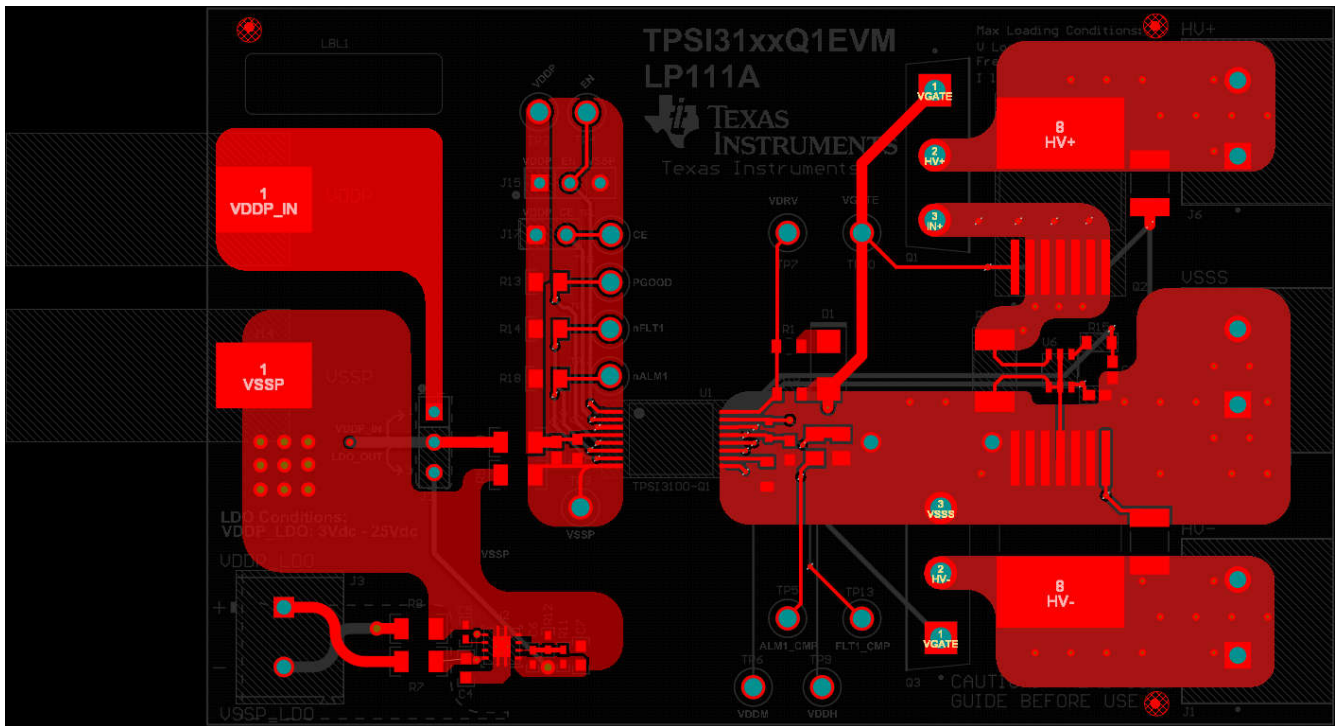 TPSI31xxQ1EVM
LP111A
TEXAS
INSTRUMENTS
Texas Instruments
Max Loading Conditions:
HV+
LBL1
VDDP
EN
1
VGATE
2
HV+
3
IN+
8
HV+
J6
Q1
J15
J17
CE
VDRV
VGATE
TP7
1
VDDP_IN
VDDP
R13
PGOOD
R14
nFLT1
R18
nALM1
R1
D1
Q2
VSSS
U6
1
VSSP
VSSP
VDDP_IN
LDO_OUT
U1
TPSI3100-Q1
3
VSSS
VSSP
LDO Conditions:
VDDP_LDO: 3Vdc - 25Vdc
VSSP
VDDP_LDO
J3
+
-
R8
R7
C4
VSSP_LDO
TP5
TP13
ALM1_CMP
FLT1_CMP
TP6
TP9
VDDM
VDDH
HV-
2
HV-
8
HV-
1
VGATE
Q3
GUIDE BEFORE USE
J1